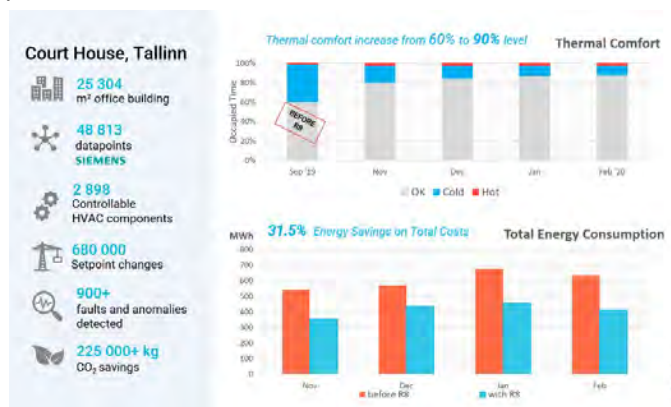 Court House, Tallinn
25 304
m² office building
48 813
datapoints
SIEMENS
2 898
Controllable
HVAC components
680 000
Setpoint changes
900+
faults and anomalies
detected
225 000+ kg
CO₂ savings
Thermal comfort increase from 60% to 90% level
Thermal Comfort
Occupied Time
100%
80%
60%
40%
20%
0%
BEFORE
R8
Sep '19
Nov
Dec
Jan
Feb '20
OK
Cold
Hot
MWh
31.5% Energy Savings on Total Costs
Total Energy Consumption
800
700
600
500
400
300
200
100
0
Nov
Dec
Jan
Feb
before R8
with R8